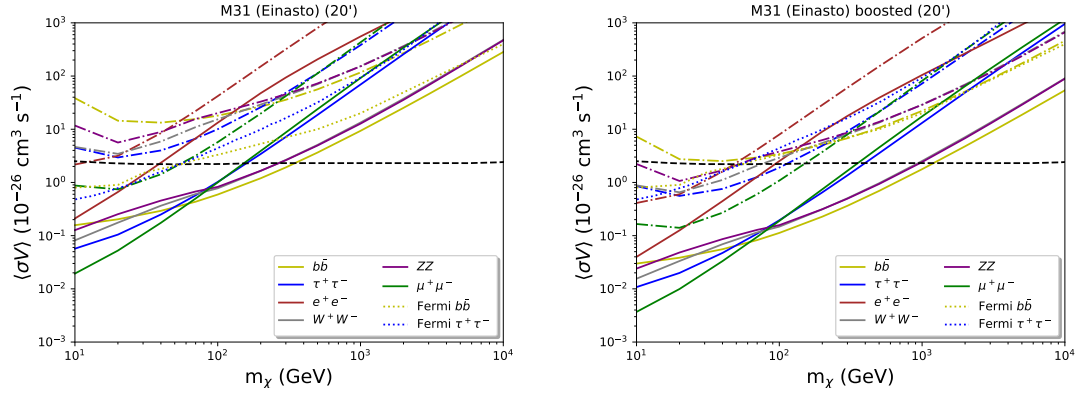 M31 (Einasto) (20')
⟨σV⟩ (10⁻²⁶ cm³ s⁻¹)
10³
10²
10¹
10⁰
10⁻¹
10⁻²
10⁻³
10¹ 10² 10³ 10⁴
mχ (GeV)
bb̄
τ⁺τ⁻
e⁺e⁻
W⁺W⁻
ZZ
μ⁺μ⁻
Fermi bb̄
Fermi τ⁺τ⁻
M31 (Einasto) boosted (20')
⟨σV⟩ (10⁻²⁶ cm³ s⁻¹)
10³
10²
10¹
10⁰
10⁻¹
10⁻²
10⁻³
10¹ 10² 10³ 10⁴
mχ (GeV)
bb̄
τ⁺τ⁻
e⁺e⁻
W⁺W⁻
ZZ
μ⁺μ⁻
Fermi bb̄
Fermi τ⁺τ⁻